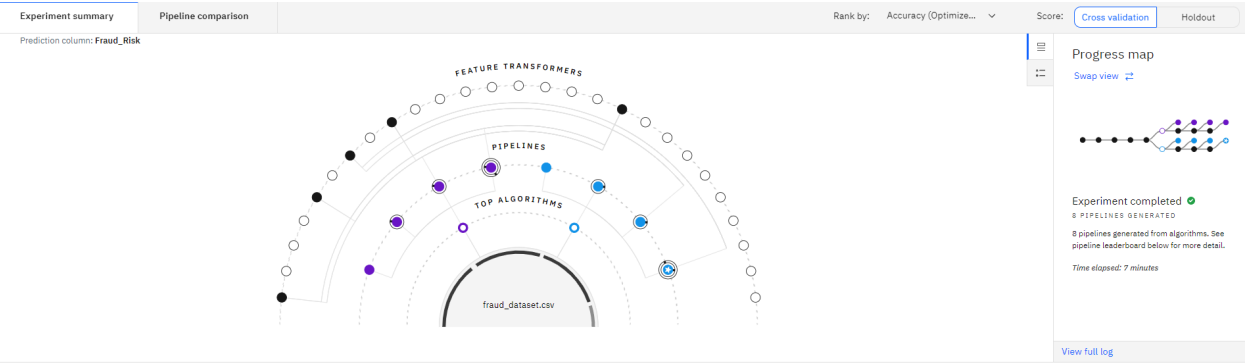 Experiment summary
Pipeline comparison
Rank by: Accuracy (Optimize...
Score: Cross validation Holdout
Prediction column: Fraud_Risk
FEATURE TRANSFORMERS
PIPELINES
TOP ALGORITHMS
fraud_dataset.csv
Progress map
Swap view
Experiment completed
8 PIPELINES GENERATED
8 pipelines generated from algorithms. See
pipeline leaderboard below for more detail.
Time elapsed: 7 minutes
View full log